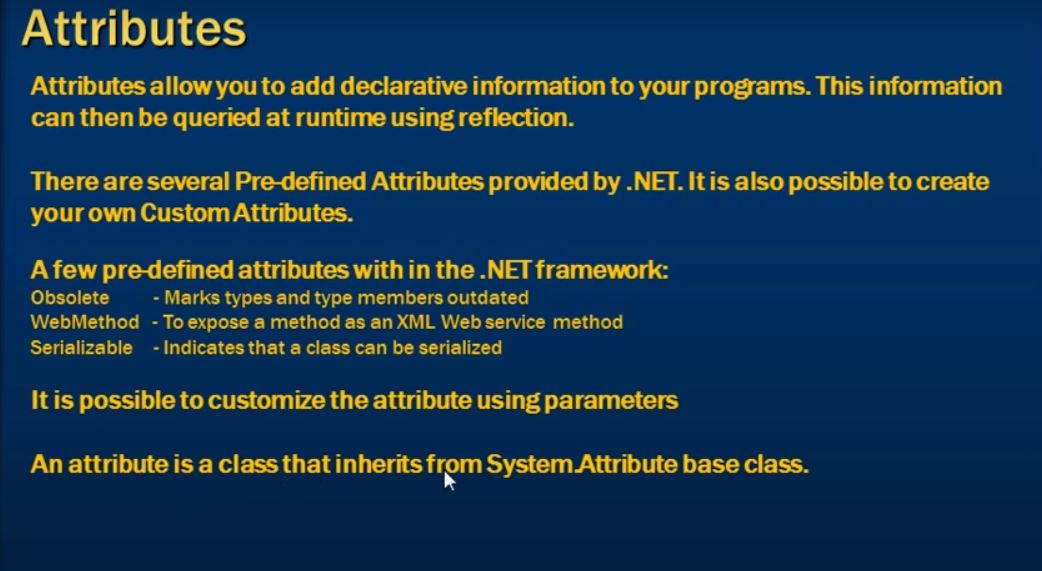 Attributes
Attributes allow you to add declarative information to your programs. This information
can then be queried at runtime using reflection.
There are several Pre-defined Attributes provided by .NET. It is also possible to create
your own Custom Attributes.
A few pre-defined attributes with in the .NET framework:
Obsolete - Marks types and type members outdated
WebMethod - To expose a method as an XML Web service method
Serializable - Indicates that a class can be serialized
It is possible to customize the attribute using parameters
An attribute is a class that inherits from System.Attribute base class.